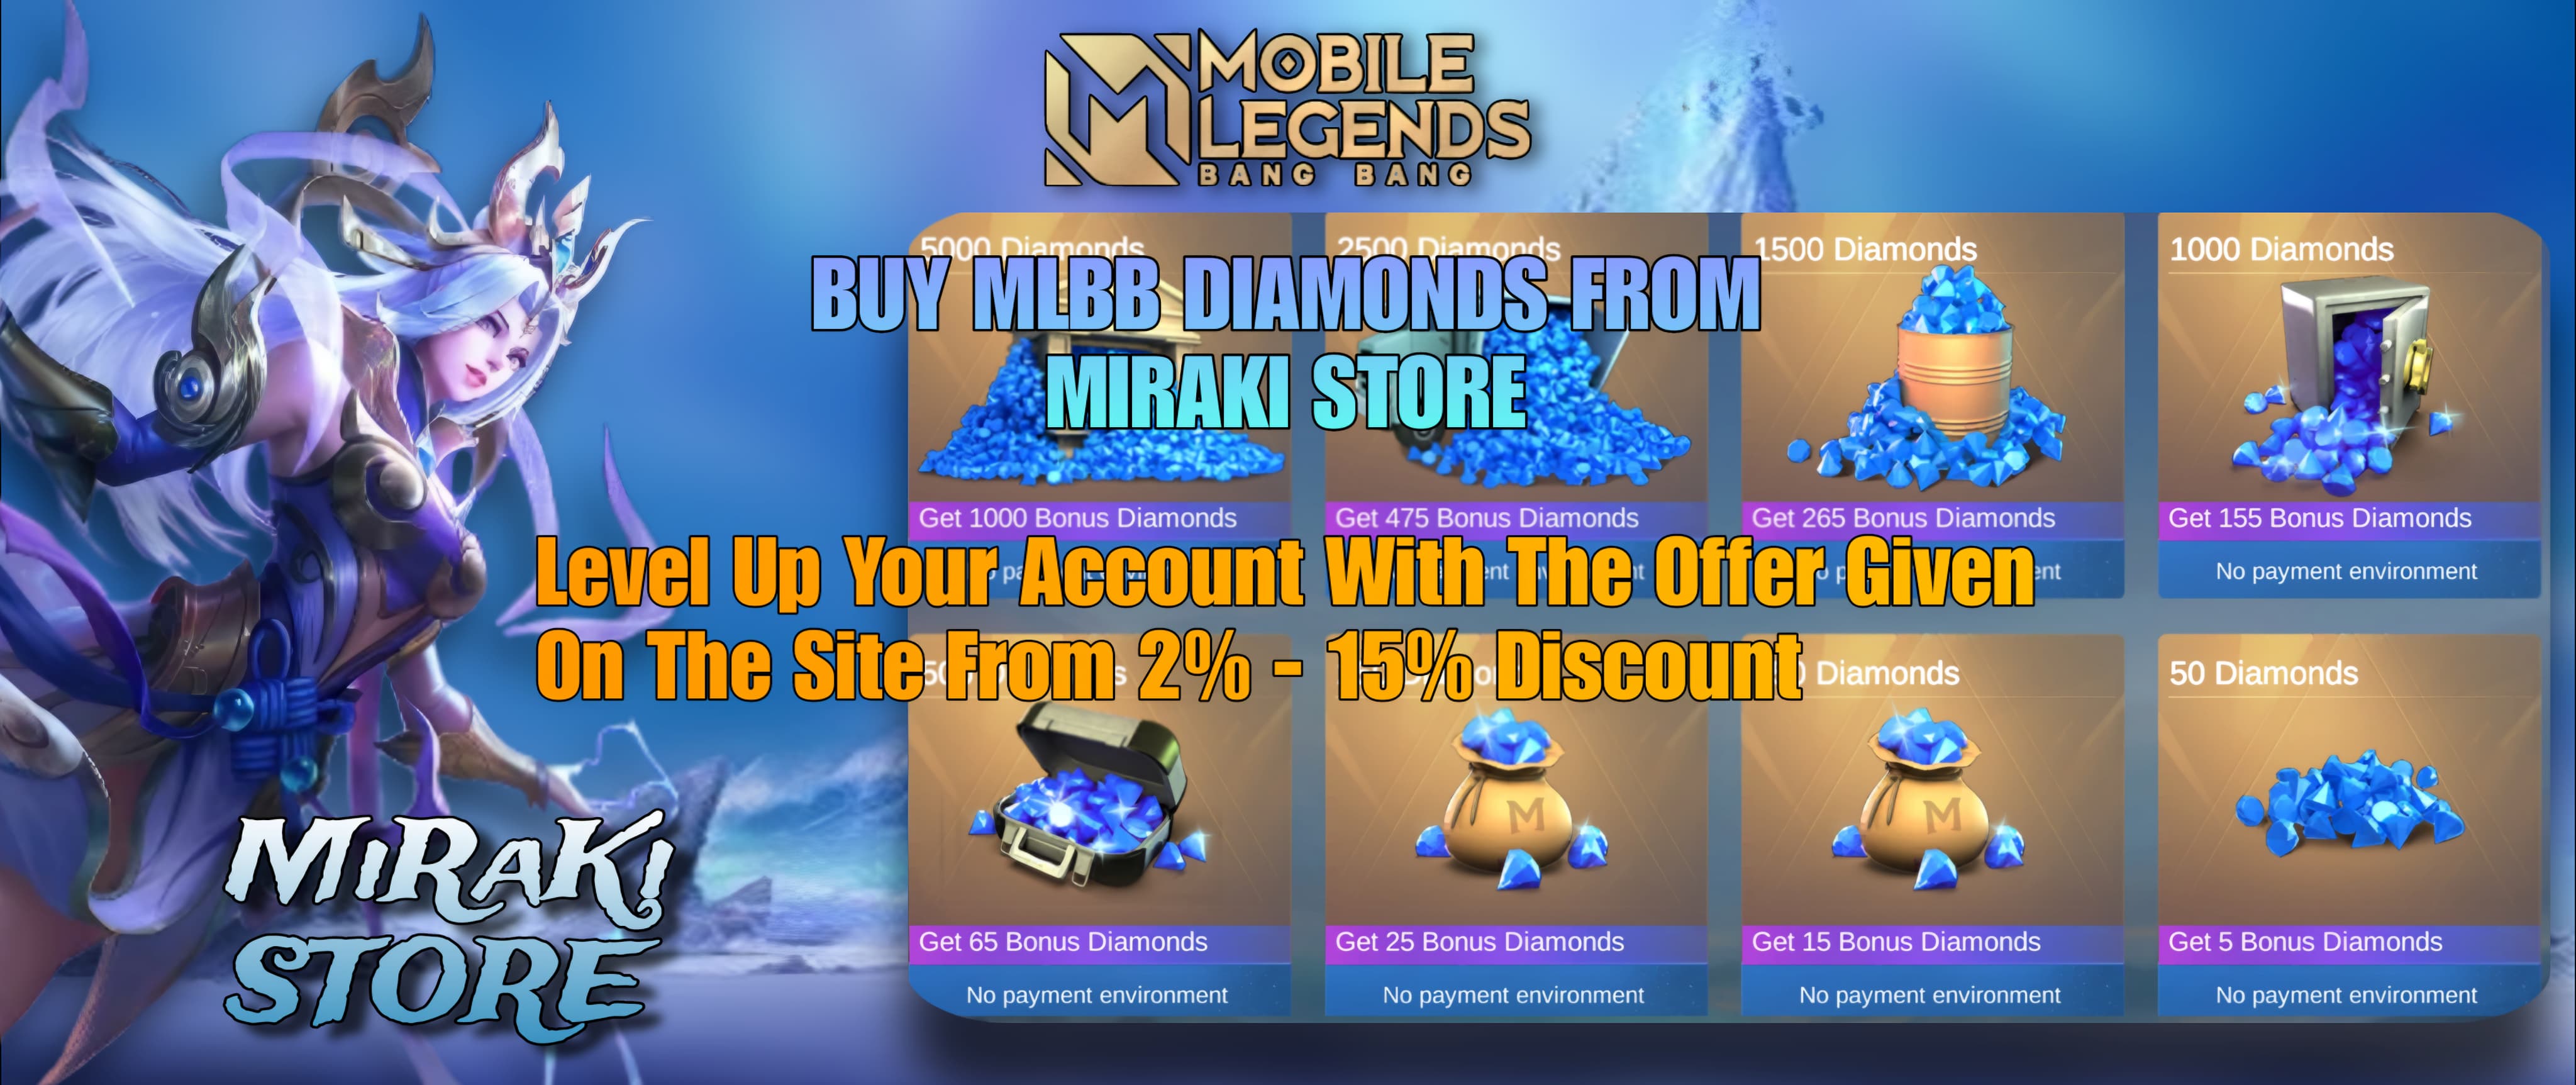 MOBILE
LEGENDS
BANG BANG
5000 Diamonds
2500 Diamonds
1500 Diamonds
1000 Diamonds
BUY MLBB DIAMONDS FROM
MIRAKI STORE
Get 1000 Bonus Diamonds
Get 475 Bonus Diamonds
Get 265 Bonus Diamonds
Get 155 Bonus Diamonds
Level Up Your Account With The Offer Given
No payment environment
On The Site From 2% - 15% Discount
Diamonds
50 Diamonds
M
M
Get 65 Bonus Diamonds
Get 25 Bonus Diamonds
Get 15 Bonus Diamonds
Get 5 Bonus Diamonds
No payment environment
No payment environment
No payment environment
No payment environment
MiRaKi
STORE